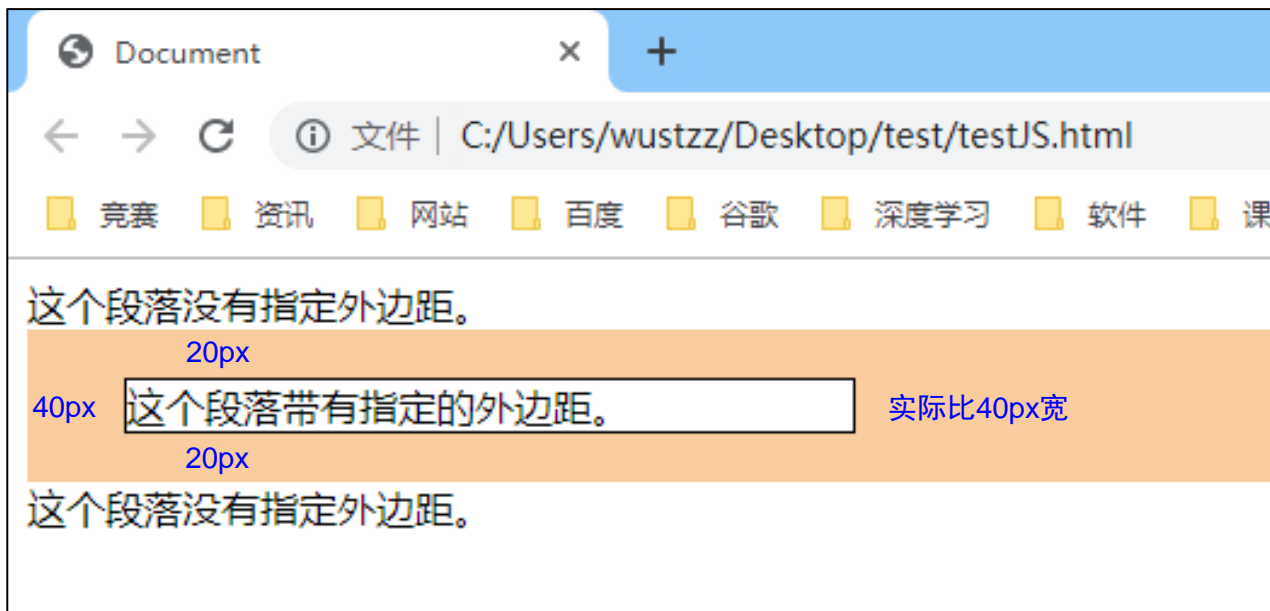 Document
文件 C:/Users/wustzz/Desktop/test/testJS.html
竞赛 资讯 网站 百度 谷歌 深度学习 软件 课
这个段落没有指定外边距。
20px
40px 这个段落带有指定的外边距。 实际比40px宽
20px
这个段落没有指定外边距。